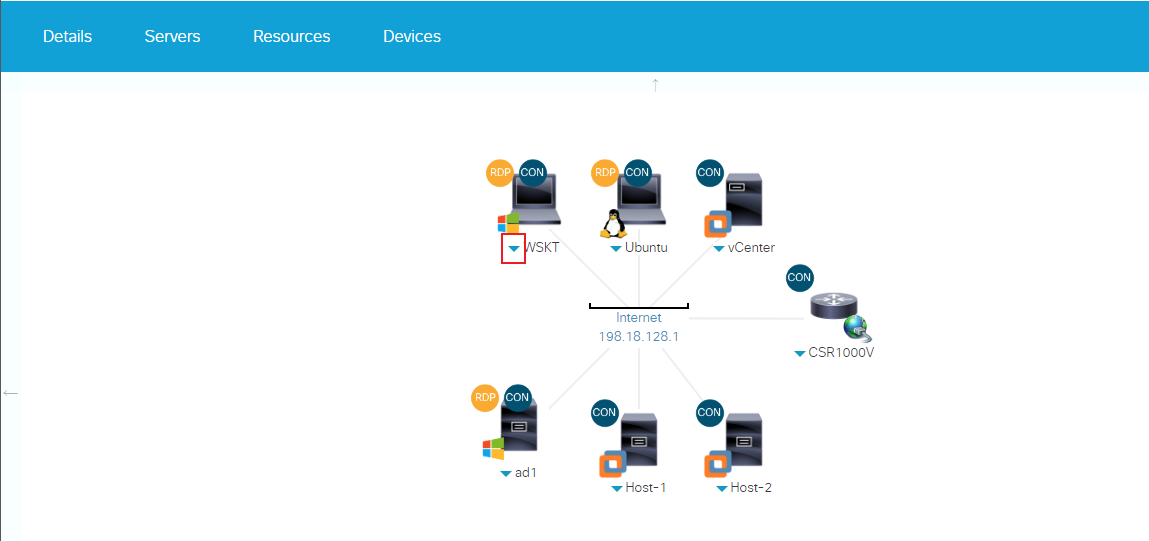 Details Servers Resources Devices
RDP CON RDP CON CON
WSKT Ubuntu vCenter
CON
Internet
198.18.128.1
CSR1000V
RDP CON CON CON
ad1
Host-1 Host-2